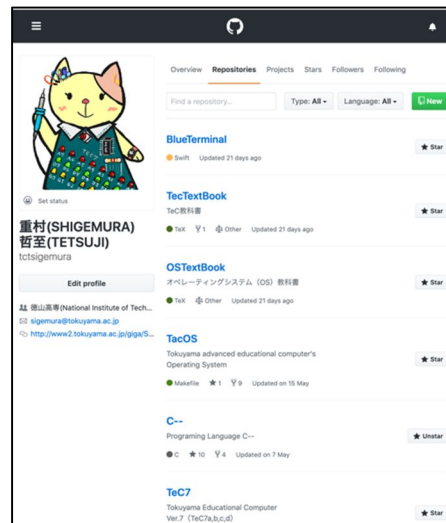 Overview Repositories Projects Stars Followers Following
Find a repository...
Type: All
Language: All
New
BlueTerminal
Star
Swift Updated 21 days ago
TecTextBook
Star
TeC教科書
TeX 1 Other Updated 21 days ago
Set status
重村(SHIGEMURA)
哲至(TETSUJI)
tctsigemura
Edit profile
徳山高専(National Institute of Tech...
sigemura@tokuyama.ac.jp
http://www2.tokuyama.ac.jp/giga/S...
OSTextBook
Star
オペレーティングシステム（OS）教科書
TeX Other Updated 21 days ago
TacOS
Tokuyama advanced educational computer's
Star
Operating System
Makefile 1 9 Updated on 15 May
C--
Programing Language C--
Unstar
C 10 4 Updated on 7 May
TeC7
Tokuyama Educational Computer
Star
Ver.7（TeC7a,b,c,d）